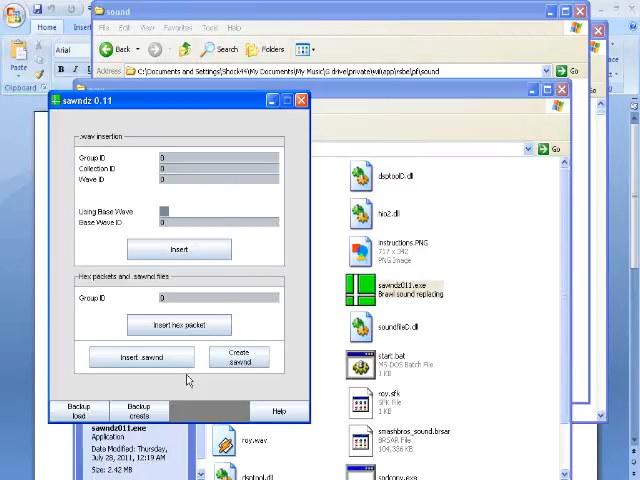 sound
File Edit View Favorites Tools Help
Home
Back Search Folders
Address C:\Documents and Settings\Shock44\My Documents\My Music\G drive\private\wii\app\rsbe\pf\sound Go
Paste
Arial
B I U
Clipboard
Go
sawndz 0.11
.wav insertion
Group ID 0
Collection ID 0
Wave ID 0
Using Base Wave
Base Wave ID 0
Insert
Hex packets and .sawnd files
Group ID 0
Insert hex packet
Insert .sawnd
Create .sawnd
Backup load
Backup create
Help
dsptoolD.dll
hio2.dll
instructions.PNG
717 x 342
PNG Image
sawndz011.exe
Brawl sound replacing
soundfileD.dll
start.bat
MS-DOS Batch File
1 KB
roy.sfk
SFK File
1 KB
smashbros_sound.brsar
BRSAR File
104,336 KB
sawndz011.exe
Application
Date Modified: Thursday,
July 28, 2011, 12:19 AM
Size: 2.42 MB
roy.wav
dsptool.dll